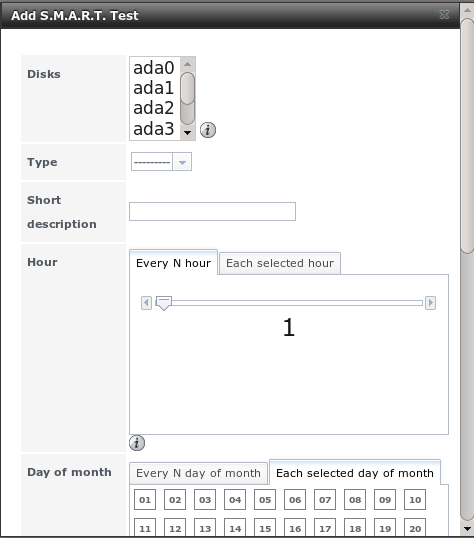 Add S.M.A.R.T. Test
Disks
ada0
ada1
ada2
ada3
Type
---------
Short
description
Hour
Every N hour
Each selected hour
1
Day of month
Every N day of month
Each selected day of month
01 02 03 04 05 06 07 08 09 10
11 12 13 14 15 16 17 18 19 20